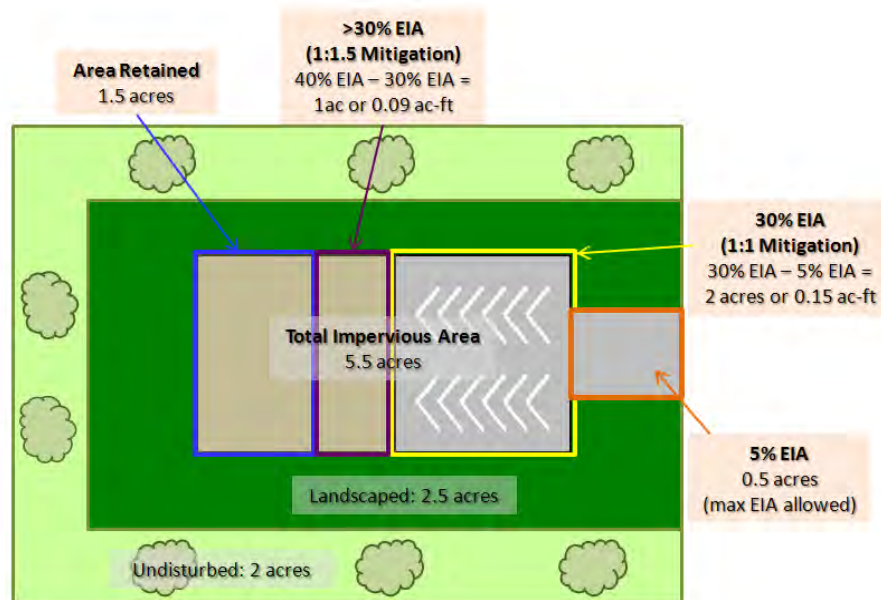 >30% EIA
(1:1.5 Mitigation)
40% EIA – 30% EIA =
1ac or 0.09 ac-ft
Area Retained
1.5 acres
30% EIA
(1:1 Mitigation)
30% EIA – 5% EIA =
2 acres or 0.15 ac-ft
Total Impervious Area
5.5 acres
5% EIA
0.5 acres
(max EIA allowed)
Landscaped: 2.5 acres
Undisturbed: 2 acres